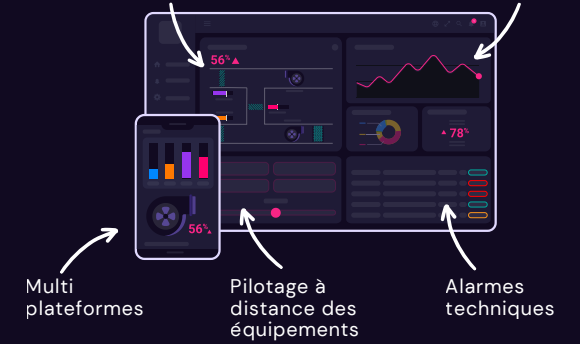 56%
78%
56%
Multi
plateformes
Pilotage à
distance des
équipements
Alarmes
techniques